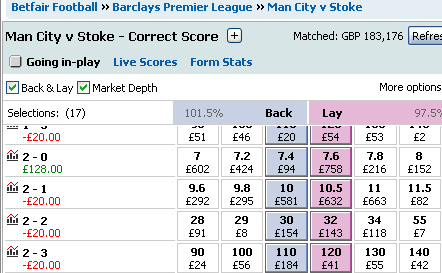 Betfair Football » Barclays Premier League » Man City v Stoke
Man City v Stoke - Correct Score + Matched: GBP 183,176 Refres
Going in-play Live Scores Form Stats
Back & Lay Market Depth More options
Selections: (17) 101.5% Back Lay 97.5%
-£20.00 £51 £46 £20 £54 £53 £2
2 - 0 7 7.2 7.4 7.6 7.8 8
£128.00 £602 £424 £94 £758 £216 £152
2 - 1 9.6 9.8 10 10.5 11 11.5
-£20.00 £292 £295 £581 £632 £663 £82
2 - 2 28 29 30 32 34 55
-£20.00 £91 £8 £154 £143 £118 £7
2 - 3 90 100 110 120 130 140
-£20.00 £24 £56 £184 £41 £55 £42